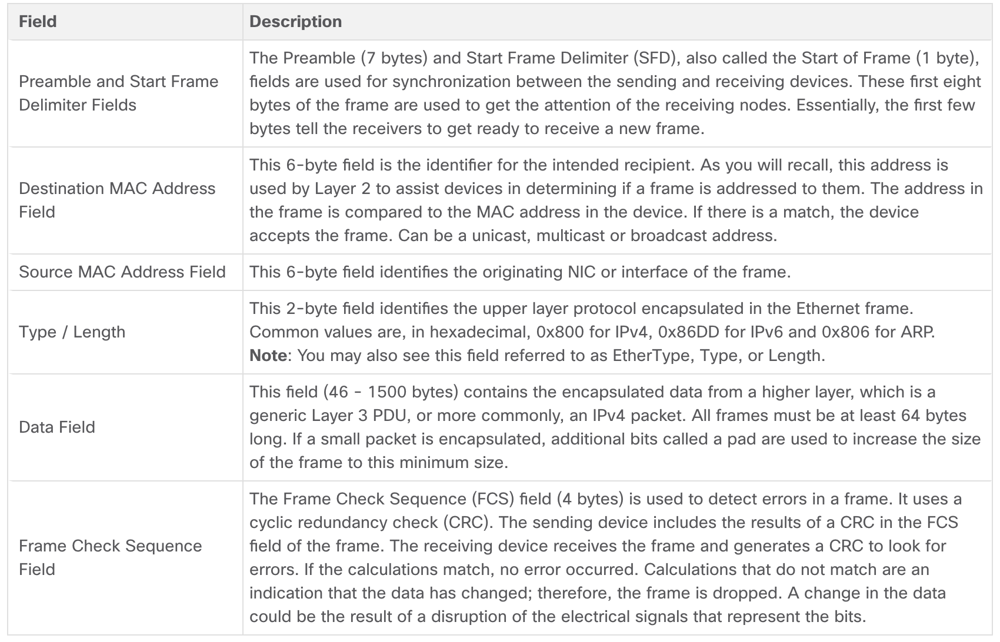 Field
Description
Preamble and Start Frame
Delimiter Fields
The Preamble (7 bytes) and Start Frame Delimiter (SFD), also called the Start of Frame (1 byte),
fields are used for synchronization between the sending and receiving devices. These first eight
bytes of the frame are used to get the attention of the receiving nodes. Essentially, the first few
bytes tell the receivers to get ready to receive a new frame.
Destination MAC Address
Field
This 6-byte field is the identifier for the intended recipient. As you will recall, this address is
used by Layer 2 to assist devices in determining if a frame is addressed to them. The address in
the frame is compared to the MAC address in the device. If there is a match, the device
accepts the frame. Can be a unicast, multicast or broadcast address.
Source MAC Address Field
This 6-byte field identifies the originating NIC or interface of the frame.
Type / Length
This 2-byte field identifies the upper layer protocol encapsulated in the Ethernet frame.
Common values are, in hexadecimal, 0x800 for IPv4, 0x86DD for IPv6 and 0x806 for ARP.
Note: You may also see this field referred to as EtherType, Type, or Length.
Data Field
This field (46 - 1500 bytes) contains the encapsulated data from a higher layer, which is a
generic Layer 3 PDU, or more commonly, an IPv4 packet. All frames must be at least 64 bytes
long. If a small packet is encapsulated, additional bits called a pad are used to increase the size
of the frame to this minimum size.
Frame Check Sequence
Field
The Frame Check Sequence (FCS) field (4 bytes) is used to detect errors in a frame. It uses a
cyclic redundancy check (CRC). The sending device includes the results of a CRC in the FCS
field of the frame. The receiving device receives the frame and generates a CRC to look for
errors. If the calculations match, no error occurred. Calculations that do not match are an
indication that the data has changed; therefore, the frame is dropped. A change in the data
could be the result of a disruption of the electrical signals that represent the bits.